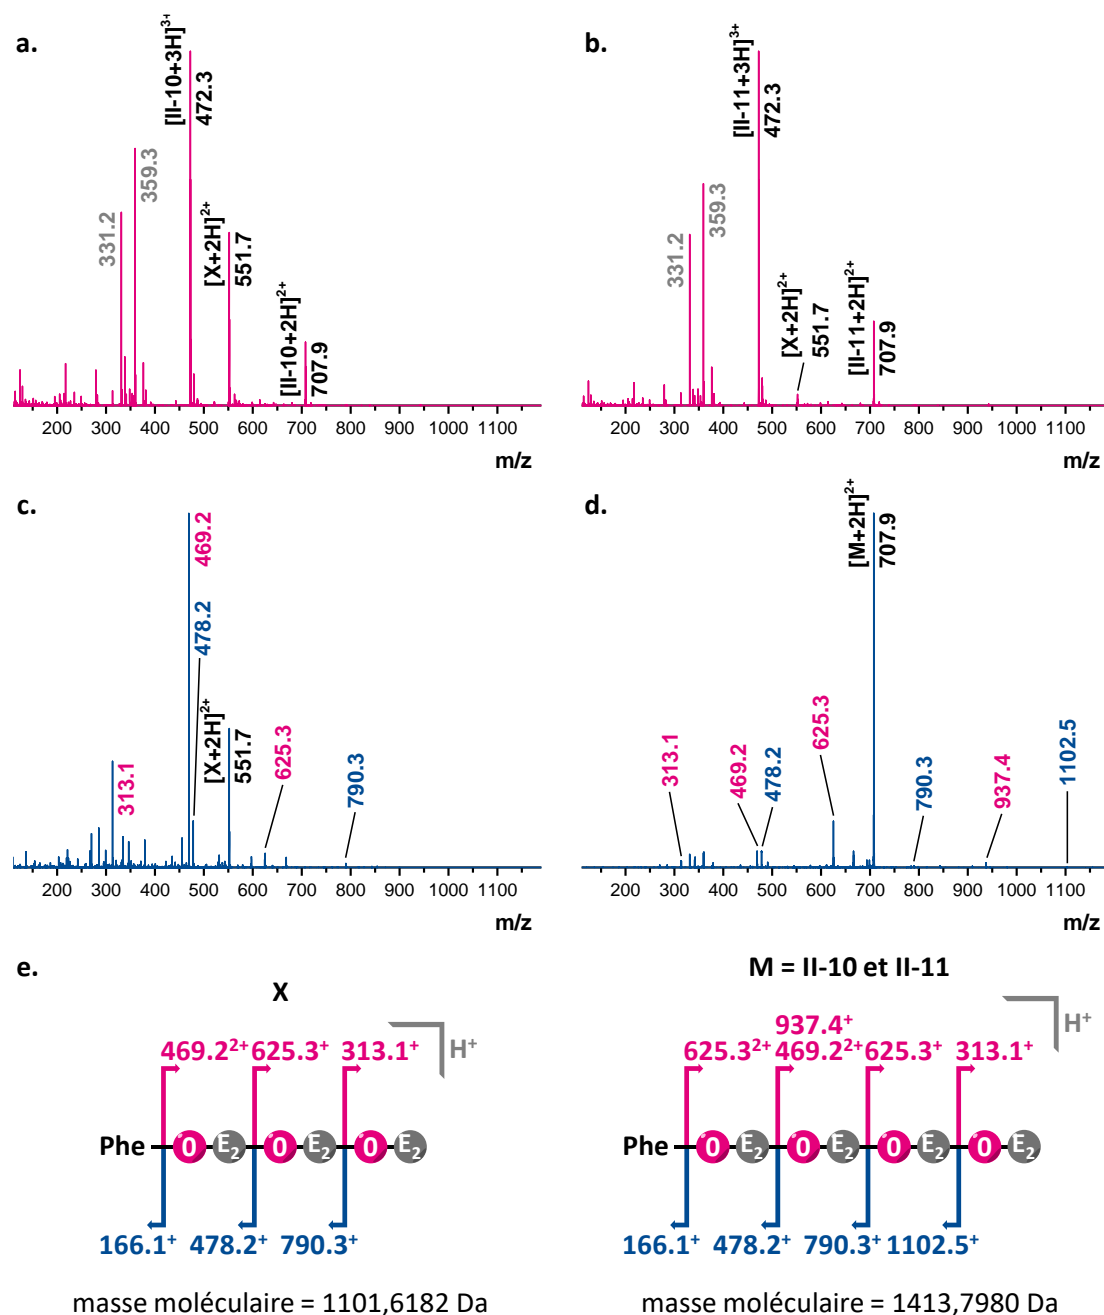 a.
[II-10+3H]3+
472.3
359.3
331.2
[X+2H]2+
551.7
[II-10+2H]2+
707.9
200 300 400 500 600 700 800 900 1000 1100
m/z
b.
[II-11+3H]3+
472.3
359.3
331.2
[X+2H]2+
551.7
[II-11+2H]2+
707.9
200 300 400 500 600 700 800 900 1000 1100
m/z
c.
469.2
478.2
[X+2H]2+
551.7
313.1
625.3
790.3
200 300 400 500 600 700 800 900 1000 1100
m/z
d.
[M+2H]2+
707.9
313.1
469.2
478.2
625.3
790.3
937.4
1102.5
200 300 400 500 600 700 800 900 1000 1100
m/z
e.
X
469.22+ 625.3+ 313.1+
H+
Phe 0 E2 0 E2 0 E2
166.1+ 478.2+ 790.3+
masse moléculaire = 1101,6182 Da
M = II-10 et II-11
937.4+
625.32+ 469.22+ 625.3+ 313.1+
H+
Phe 0 E2 0 E2 0 E2 0 E2
166.1+ 478.2+ 790.3+ 1102.5+
masse moléculaire = 1413,7980 Da